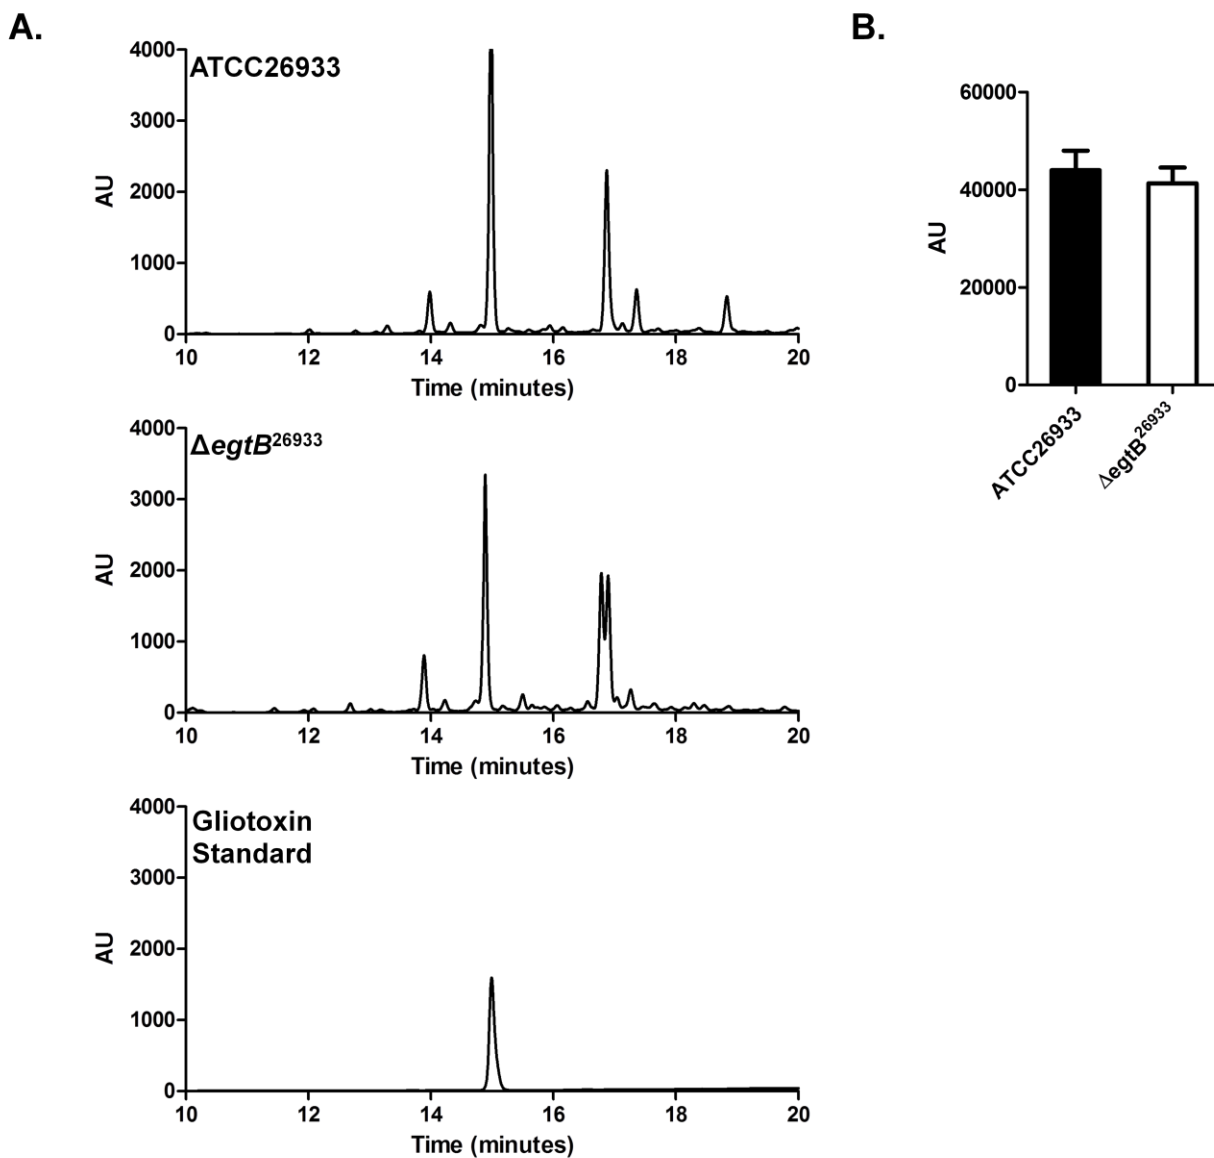 A.
4000
3000
2000
1000
0
AU
ATCC26933
10 12 14 16 18 20
Time (minutes)
4000
3000
2000
1000
0
AU
ΔegtB²⁶⁹³³
10 12 14 16 18 20
Time (minutes)
4000
3000
2000
1000
0
AU
Gliotoxin
Standard
10 12 14 16 18 20
Time (minutes)
B.
60000
40000
20000
0
AU
ATCC26933
ΔegtB²⁶⁹³³